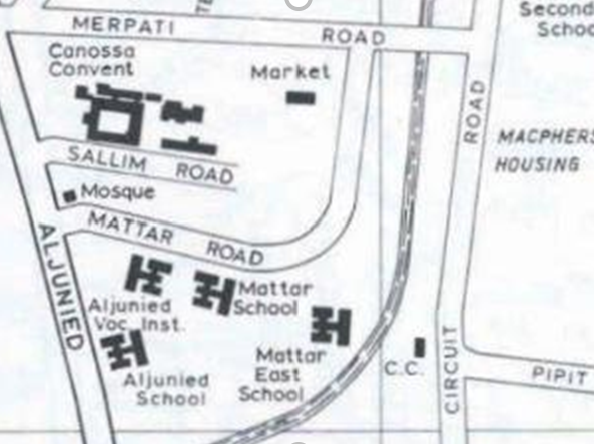 TE
Second
Schoo
MERPATI ROAD
Canossa
Convent
Market
ROAD
MACPHERS
HOUSING
SALLIM ROAD
Mosque
MATTAR ROAD
ALJUNIED
Aljunied
Voc. Inst.
Mattar
School
Mattar
East
School
Aljunied
School
C.C.
CIRCUIT
PIPIT